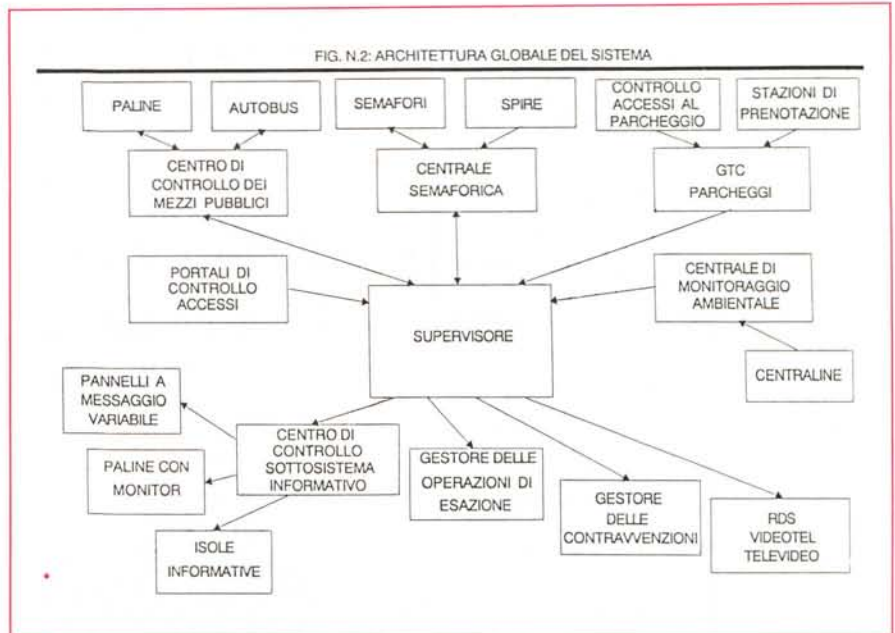 FIG. N.2: ARCHITETTURA GLOBALE DEL SISTEMA
PALINE
AUTOBUS
SEMAFORI
SPIRE
CONTROLLO
ACCESSI AL
PARCHEGGIO
STAZIONI DI
PRENOTAZIONE
CENTRO DI
CONTROLLO DEI
MEZZI PUBBLICI
CENTRALE
SEMAFORICA
GTC
PARCHEGGI
PORTALI DI
CONTROLLO
ACCESSI
SUPERVISORE
CENTRALE DI
MONITORAGGIO
AMBIENTALE
CENTRALINE
PANNELLI A
MESSAGGIO
VARIABILE
PALINE CON
MONITOR
ISOLE
INFORMATIVE
CENTRO DI
CONTROLLO
SOTTOSISTEMA
INFORMATIVO
GESTORE DELLE
OPERAZIONI DI
ESAZIONE
GESTORE
DELLE
CONTRAVVENZIONI
RDS
VIDEOTEL
TELEVIDEO